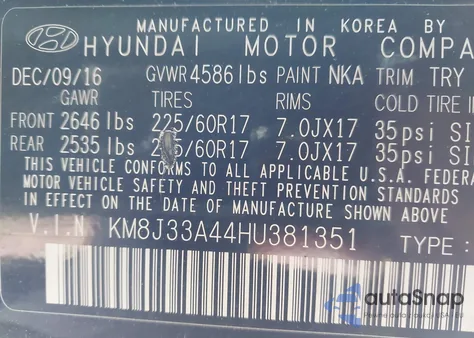 MANUFACTURED IN KOREA BY
HYUNDAI MOTOR COMPA
DEC/09/16 GVWR 4586lbs PAINT NKA TRIM TRY
GAWR TIRES RIMS COLD TIRE
FRONT 2646 lbs 225/60R17 7.0JX17 35psi
REAR 2535 lbs /60R17 7.0JX17 35psi
THIS VEHICLE CONFORMS TO ALL APPLICABLE U.S.A. FEDERA
MOTOR VEHICLE SAFETY AND THEFT PREVENTION STANDARDS
IN EFFECT ON THE DATE OF MANUFACTURE SHOWN ABOVE
V.I.N KM8J33A44HU381351 TYPE :
autoSnap